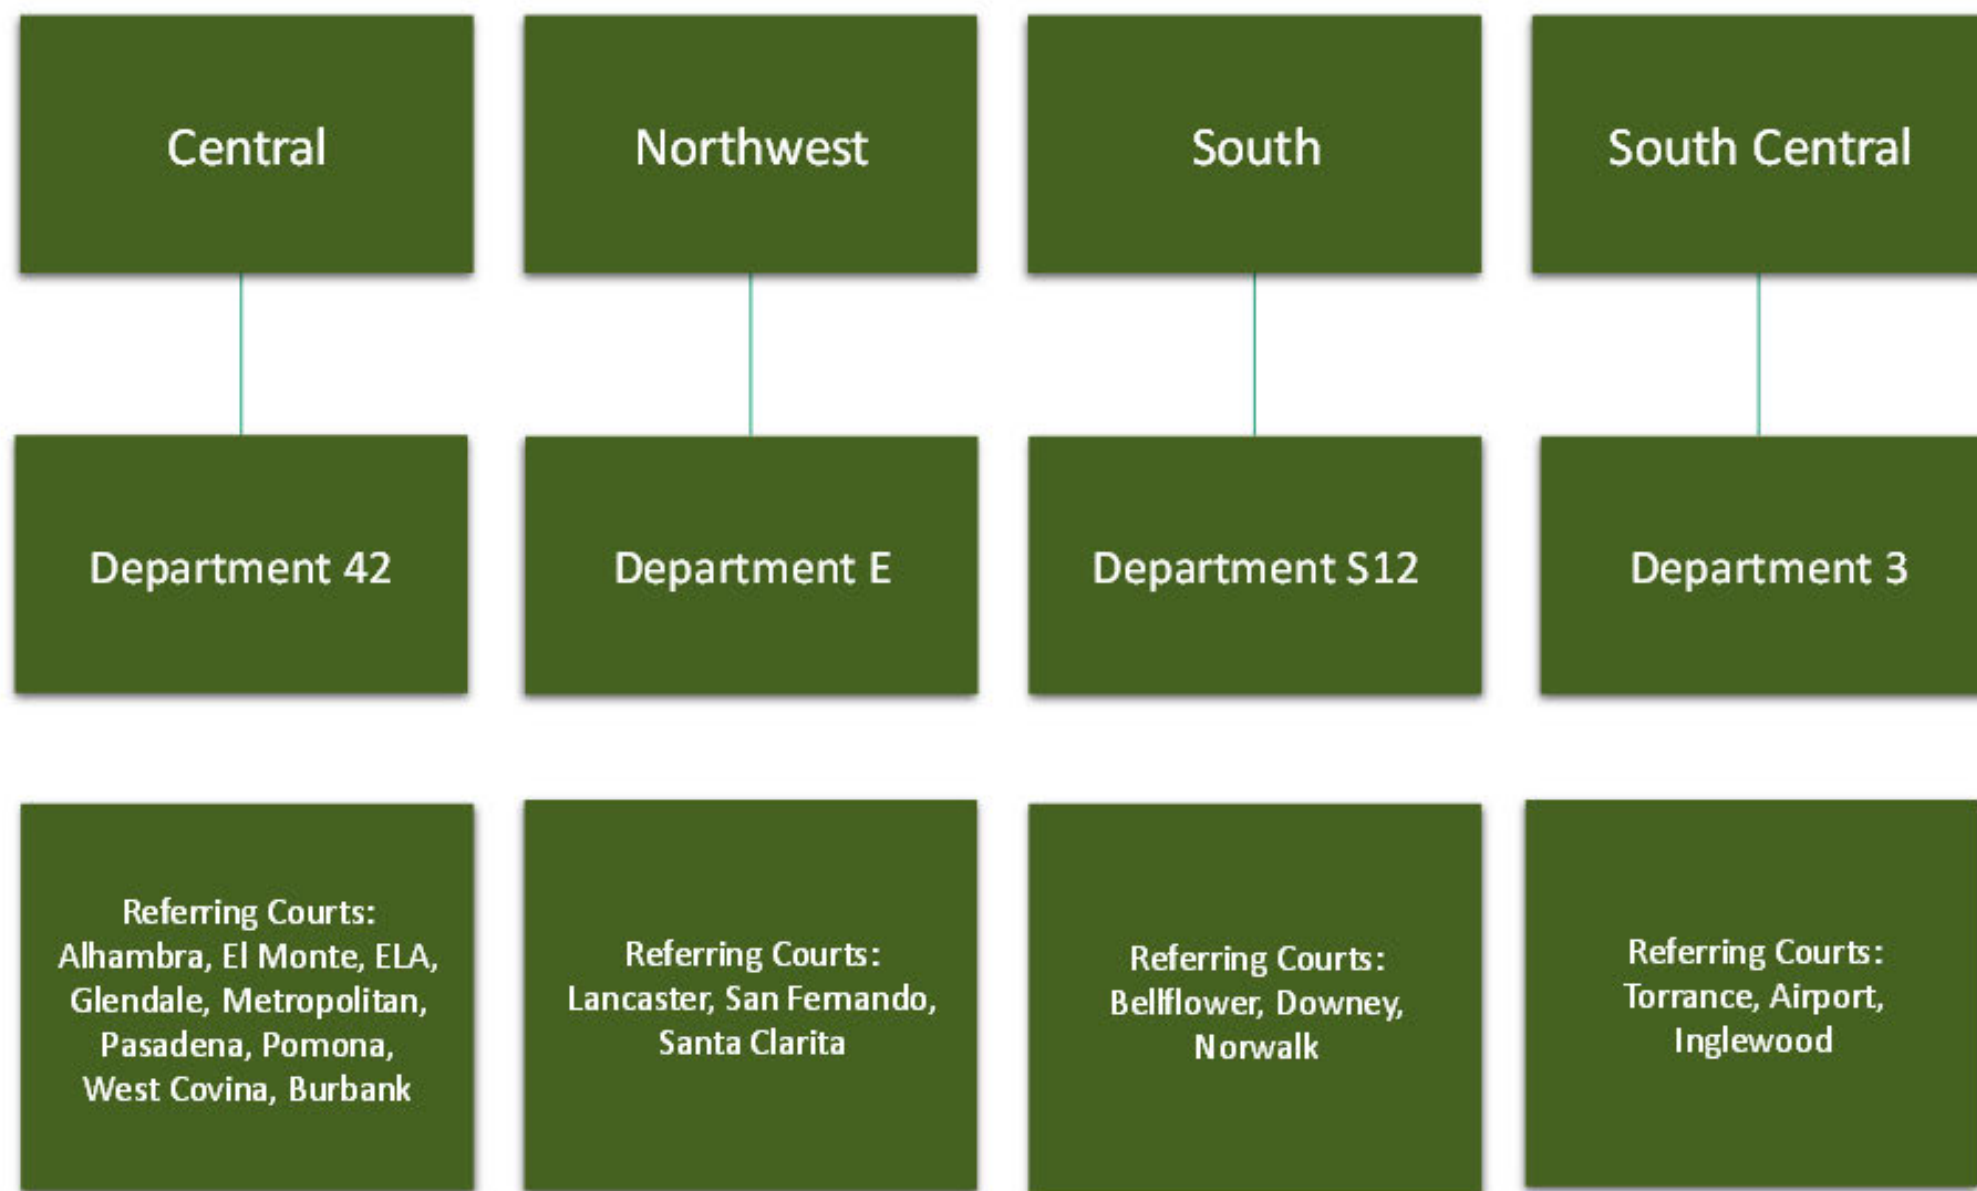 Central
Northwest
South
South Central
Department 42
Department E
Department S12
Department 3
Referring Courts:
Alhambra, El Monte, ELA,
Glendale, Metropolitan,
Pasadena, Pomona,
West Covina, Burbank
Referring Courts:
Lancaster, San Fernando,
Santa Clarita
Referring Courts:
Bellflower, Downey,
Norwalk
Referring Courts:
Torrance, Airport,
Inglewood